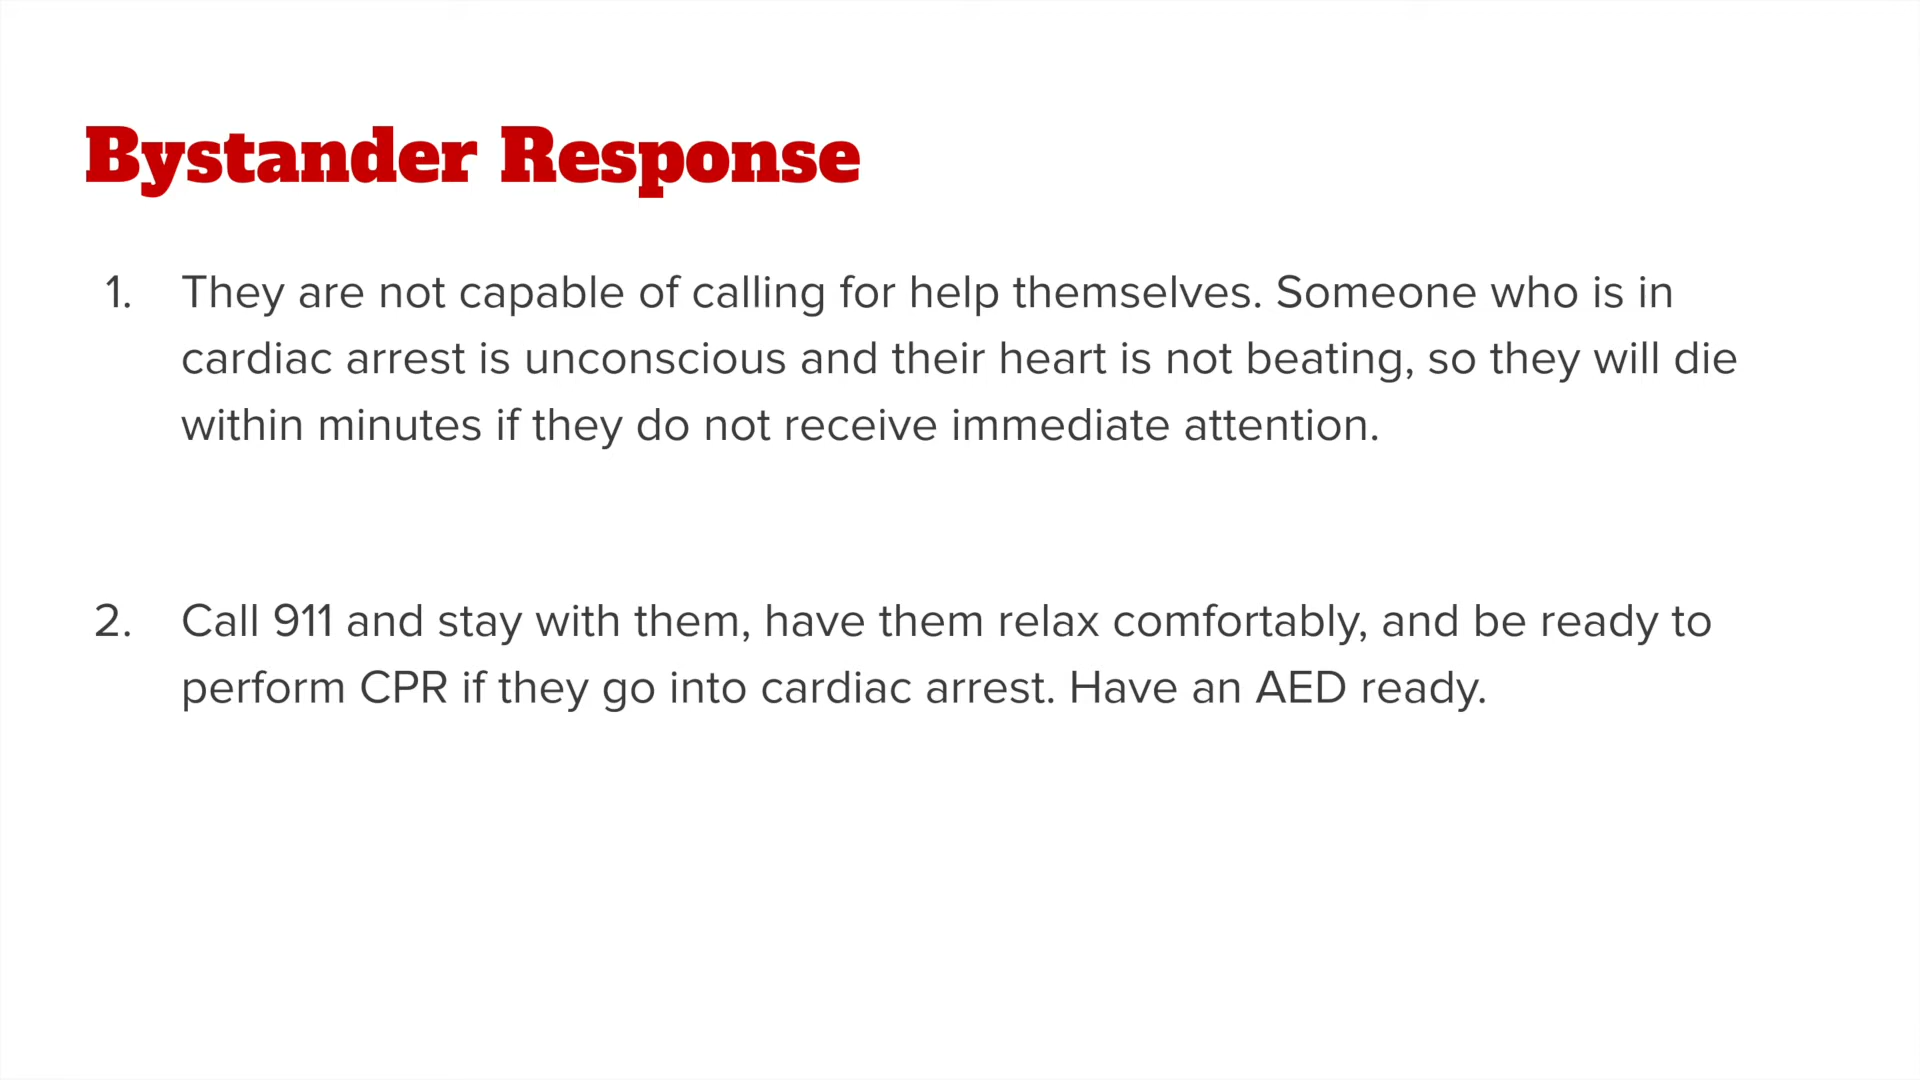 Bystander Response
1. They are not capable of calling for help themselves. Someone who is in
cardiac arrest is unconscious and their heart is not beating, so they will die
within minutes if they do not receive immediate attention.
2. Call 911 and stay with them, have them relax comfortably, and be ready to
perform CPR if they go into cardiac arrest. Have an AED ready.